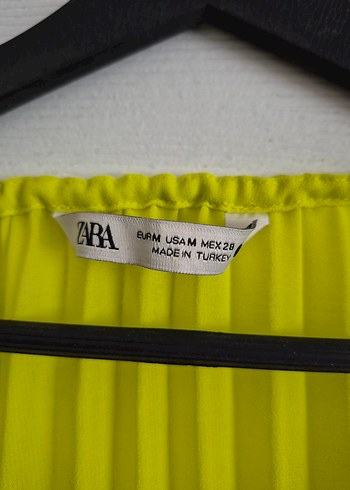 ZARA
EUR M USA M MEX 28
MADE IN TURKEY